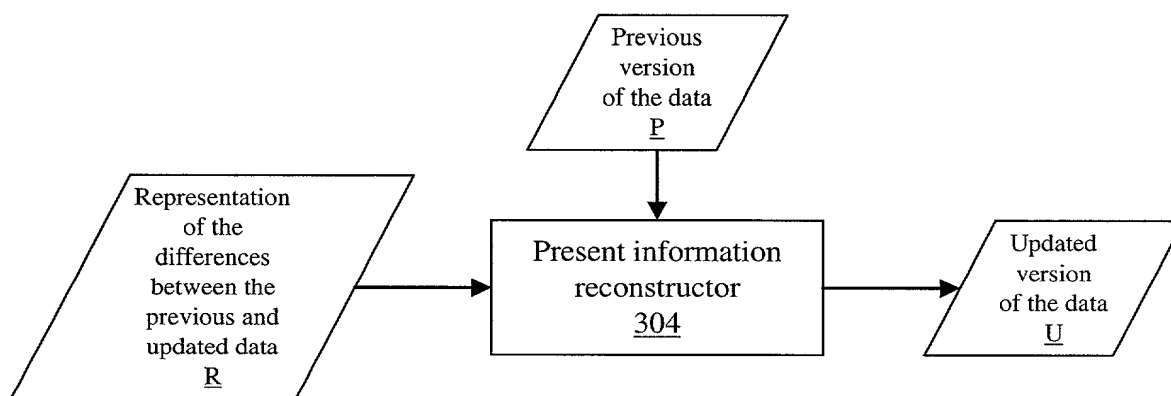 Previous
version
of the data
P
Representation
of the
differences
between the
previous and
updated data
R
Present information
reconstructor
304
Updated
version
of the data
U